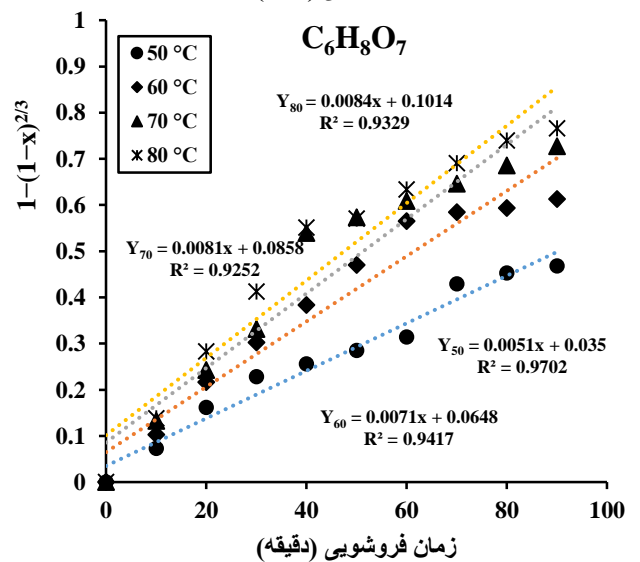 C₆H₈O₇
50 °C
60 °C
70 °C
80 °C
Y₈₀ = 0.0084x + 0.1014
R² = 0.9329
Y₇₀ = 0.0081x + 0.0858
R² = 0.9252
Y₅₀ = 0.0051x + 0.035
R² = 0.9702
Y₆₀ = 0.0071x + 0.0648
R² = 0.9417
1–(1–x)²ᐟ³
1
0.9
0.8
0.7
0.6
0.5
0.4
0.3
0.2
0.1
0
0 20 40 60 80 100
زمان فروشویی (دقیقه)